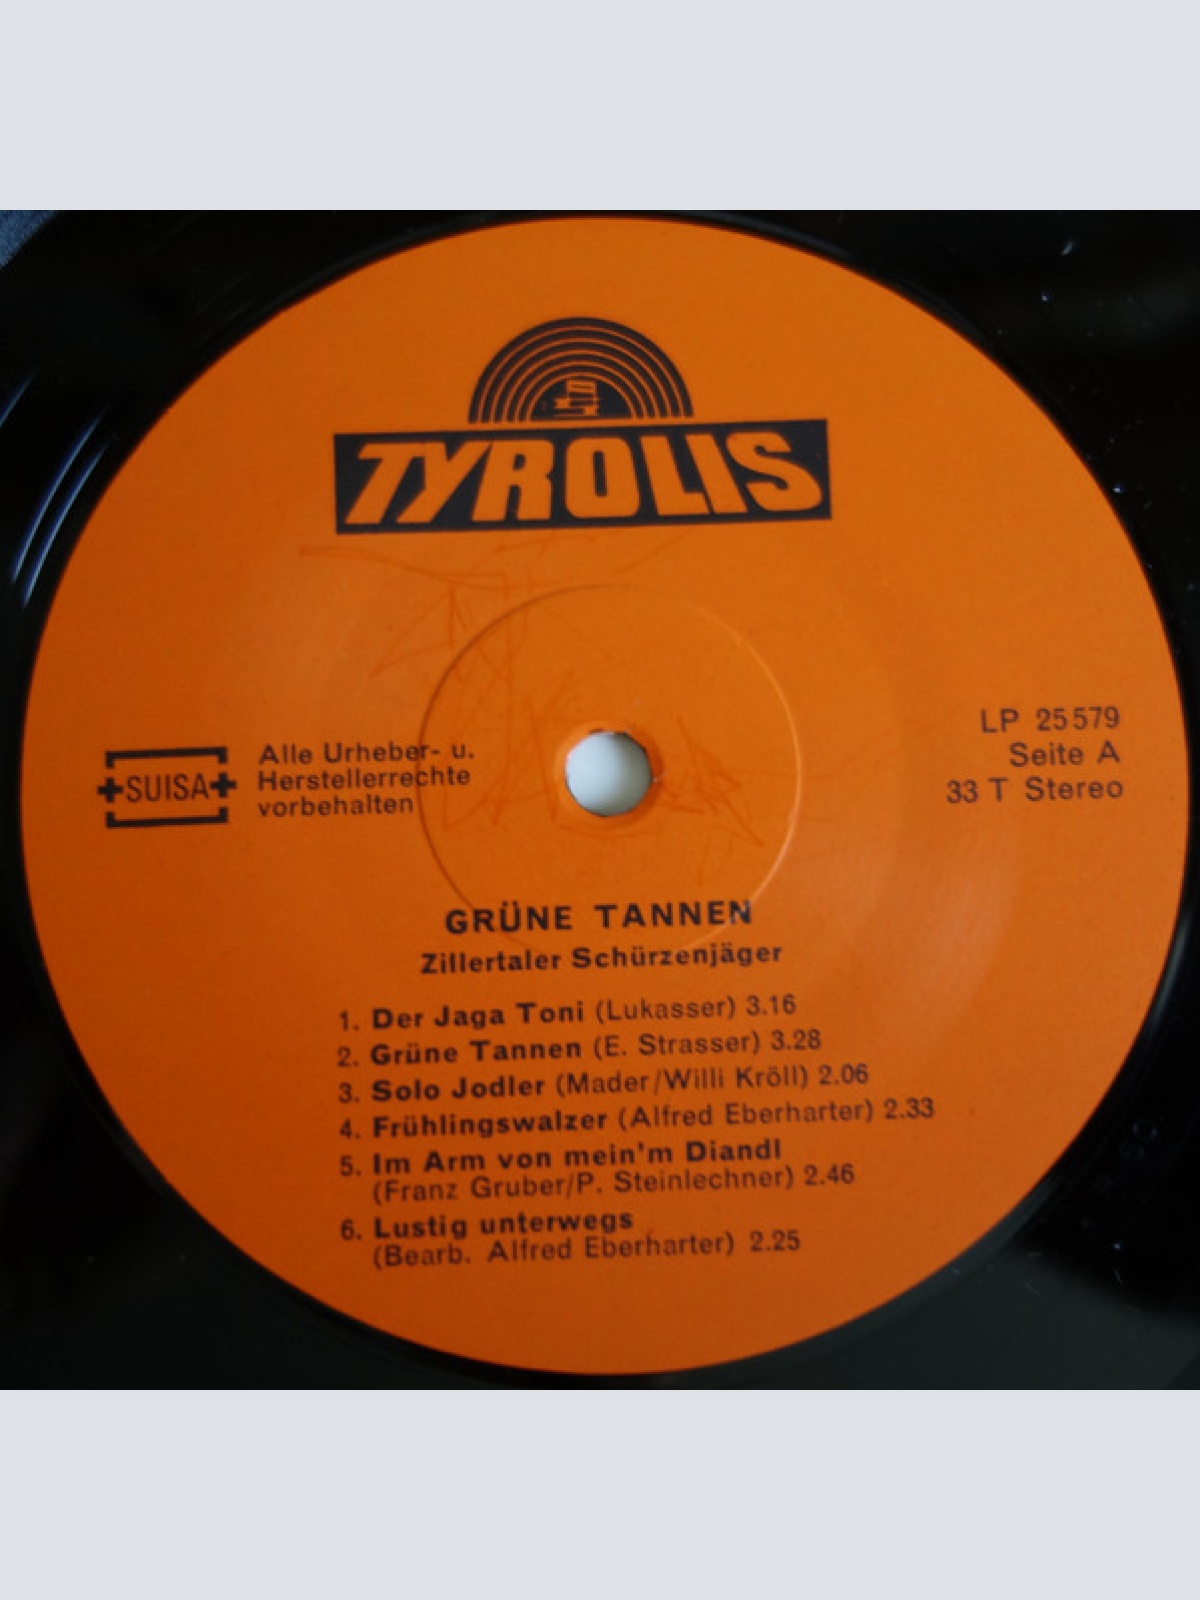 TYROLIS
LP 25579
Seite A
33 T Stereo
+SUISA+
Alle Urheber- u.
Herstellerrechte
vorbehalten
GRÜNE TANNEN
Zillertaler Schürzenjäger
1. Der Jaga Toni (Lukasser) 3.16
2. Grüne Tannen (E. Strasser) 3.28
3. Solo Jodler (Mader/Willi Kröll) 2.06
4. Frühlingswalzer (Alfred Eberharter) 2.33
5. Im Arm von mein'm Diandl
(Franz Gruber/P. Steinlechner) 2.46
6. Lustig unterwegs
(Bearb. Alfred Eberharter) 2.25